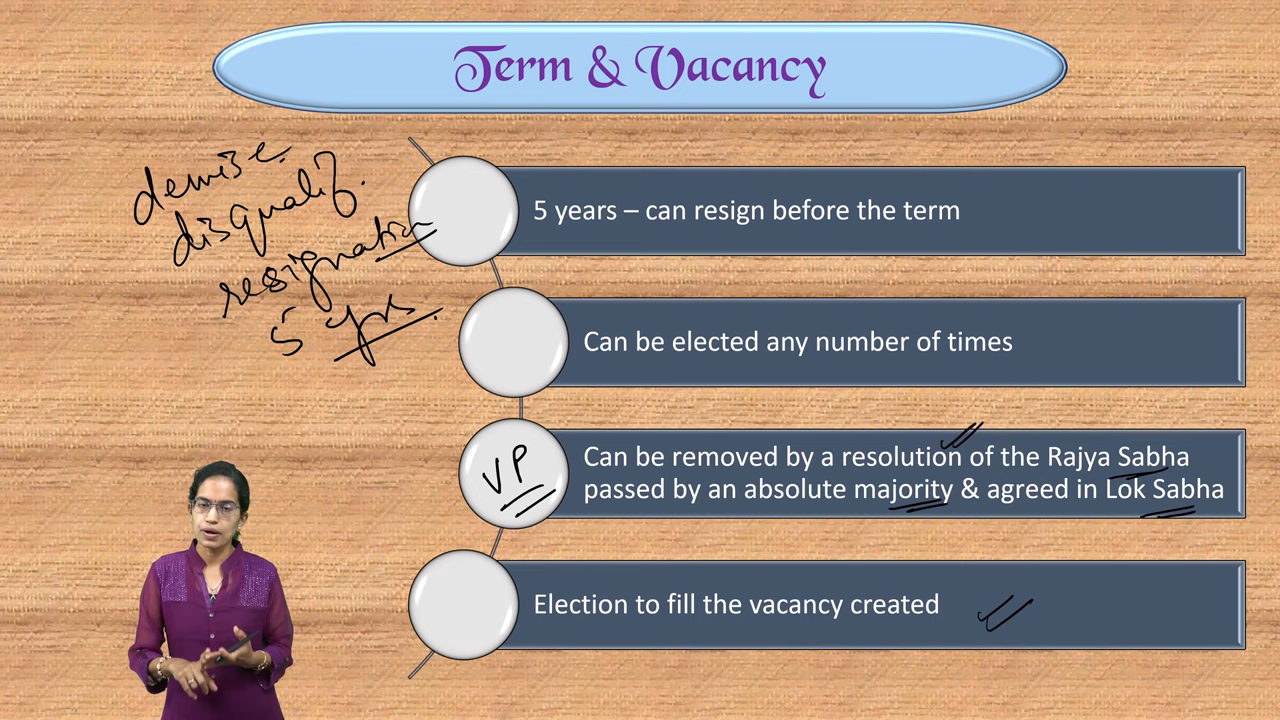 Term & Vacancy
demise
disqualif.
resignation
5 yrs.
5 years – can resign before the term
Can be elected any number of times
VP
Can be removed by a resolution of the Rajya Sabha
passed by an absolute majority & agreed in Lok Sabha
Election to fill the vacancy created